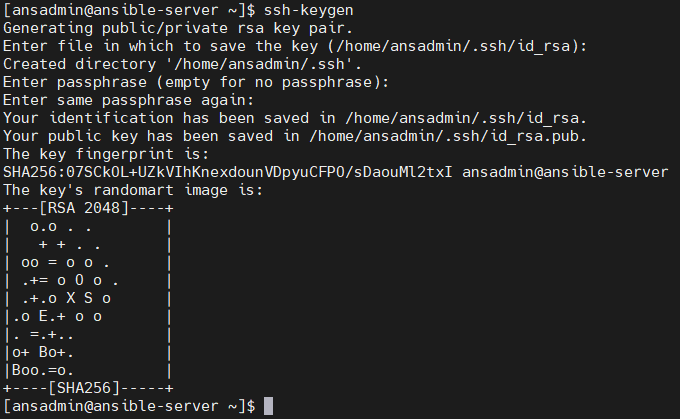 [ansadmin@ansible-server ~]$ ssh-keygen
Generating public/private rsa key pair.
Enter file in which to save the key (/home/ansadmin/.ssh/id_rsa):
Created directory '/home/ansadmin/.ssh'.
Enter passphrase (empty for no passphrase):
Enter same passphrase again:
Your identification has been saved in /home/ansadmin/.ssh/id_rsa.
Your public key has been saved in /home/ansadmin/.ssh/id_rsa.pub.
The key fingerprint is:
SHA256:07SCkOL+UZkVIhKnexdounVDpyuCFPO/sDaouMl2txI ansadmin@ansible-server
The key's randomart image is:
+---[RSA 2048]----+
|  o.o . .        |
|   + + . .       |
| oo = o o .      |
| .+= o O o .     |
| .+.o X S o      |
|.o E.+ o o       |
|. =.+..          |
|o+ Bo+.          |
|Boo.=o.          |
+----[SHA256]-----+
[ansadmin@ansible-server ~]$